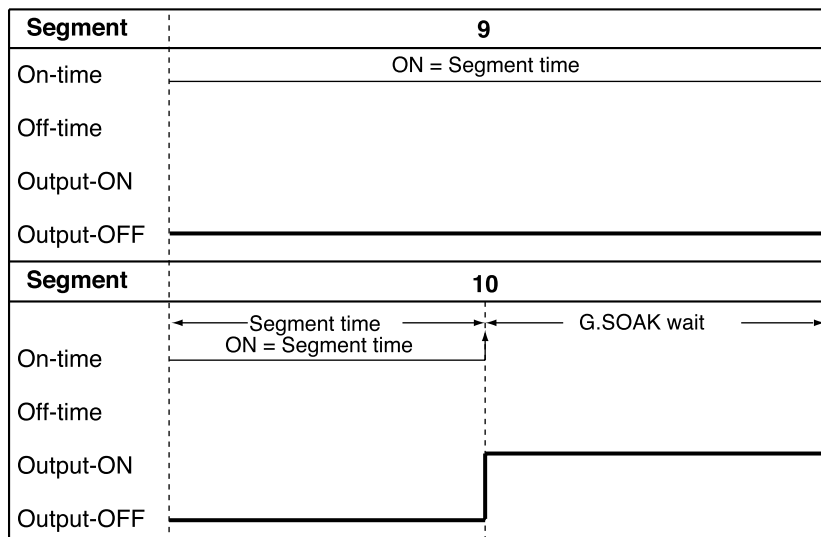 Segment 9
On-time ON = Segment time
Off-time
Output-ON
Output-OFF
Segment 10
Segment time G.SOAK wait
ON = Segment time
On-time
Off-time
Output-ON
Output-OFF